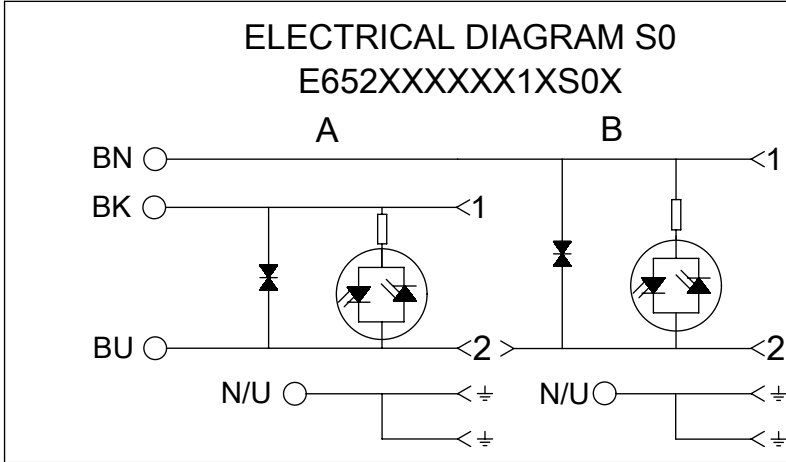 ELECTRICAL DIAGRAM S0
E652XXXXXX1XS0X
A B
BN 1
BK 1
BU 2 2
N/U N/U